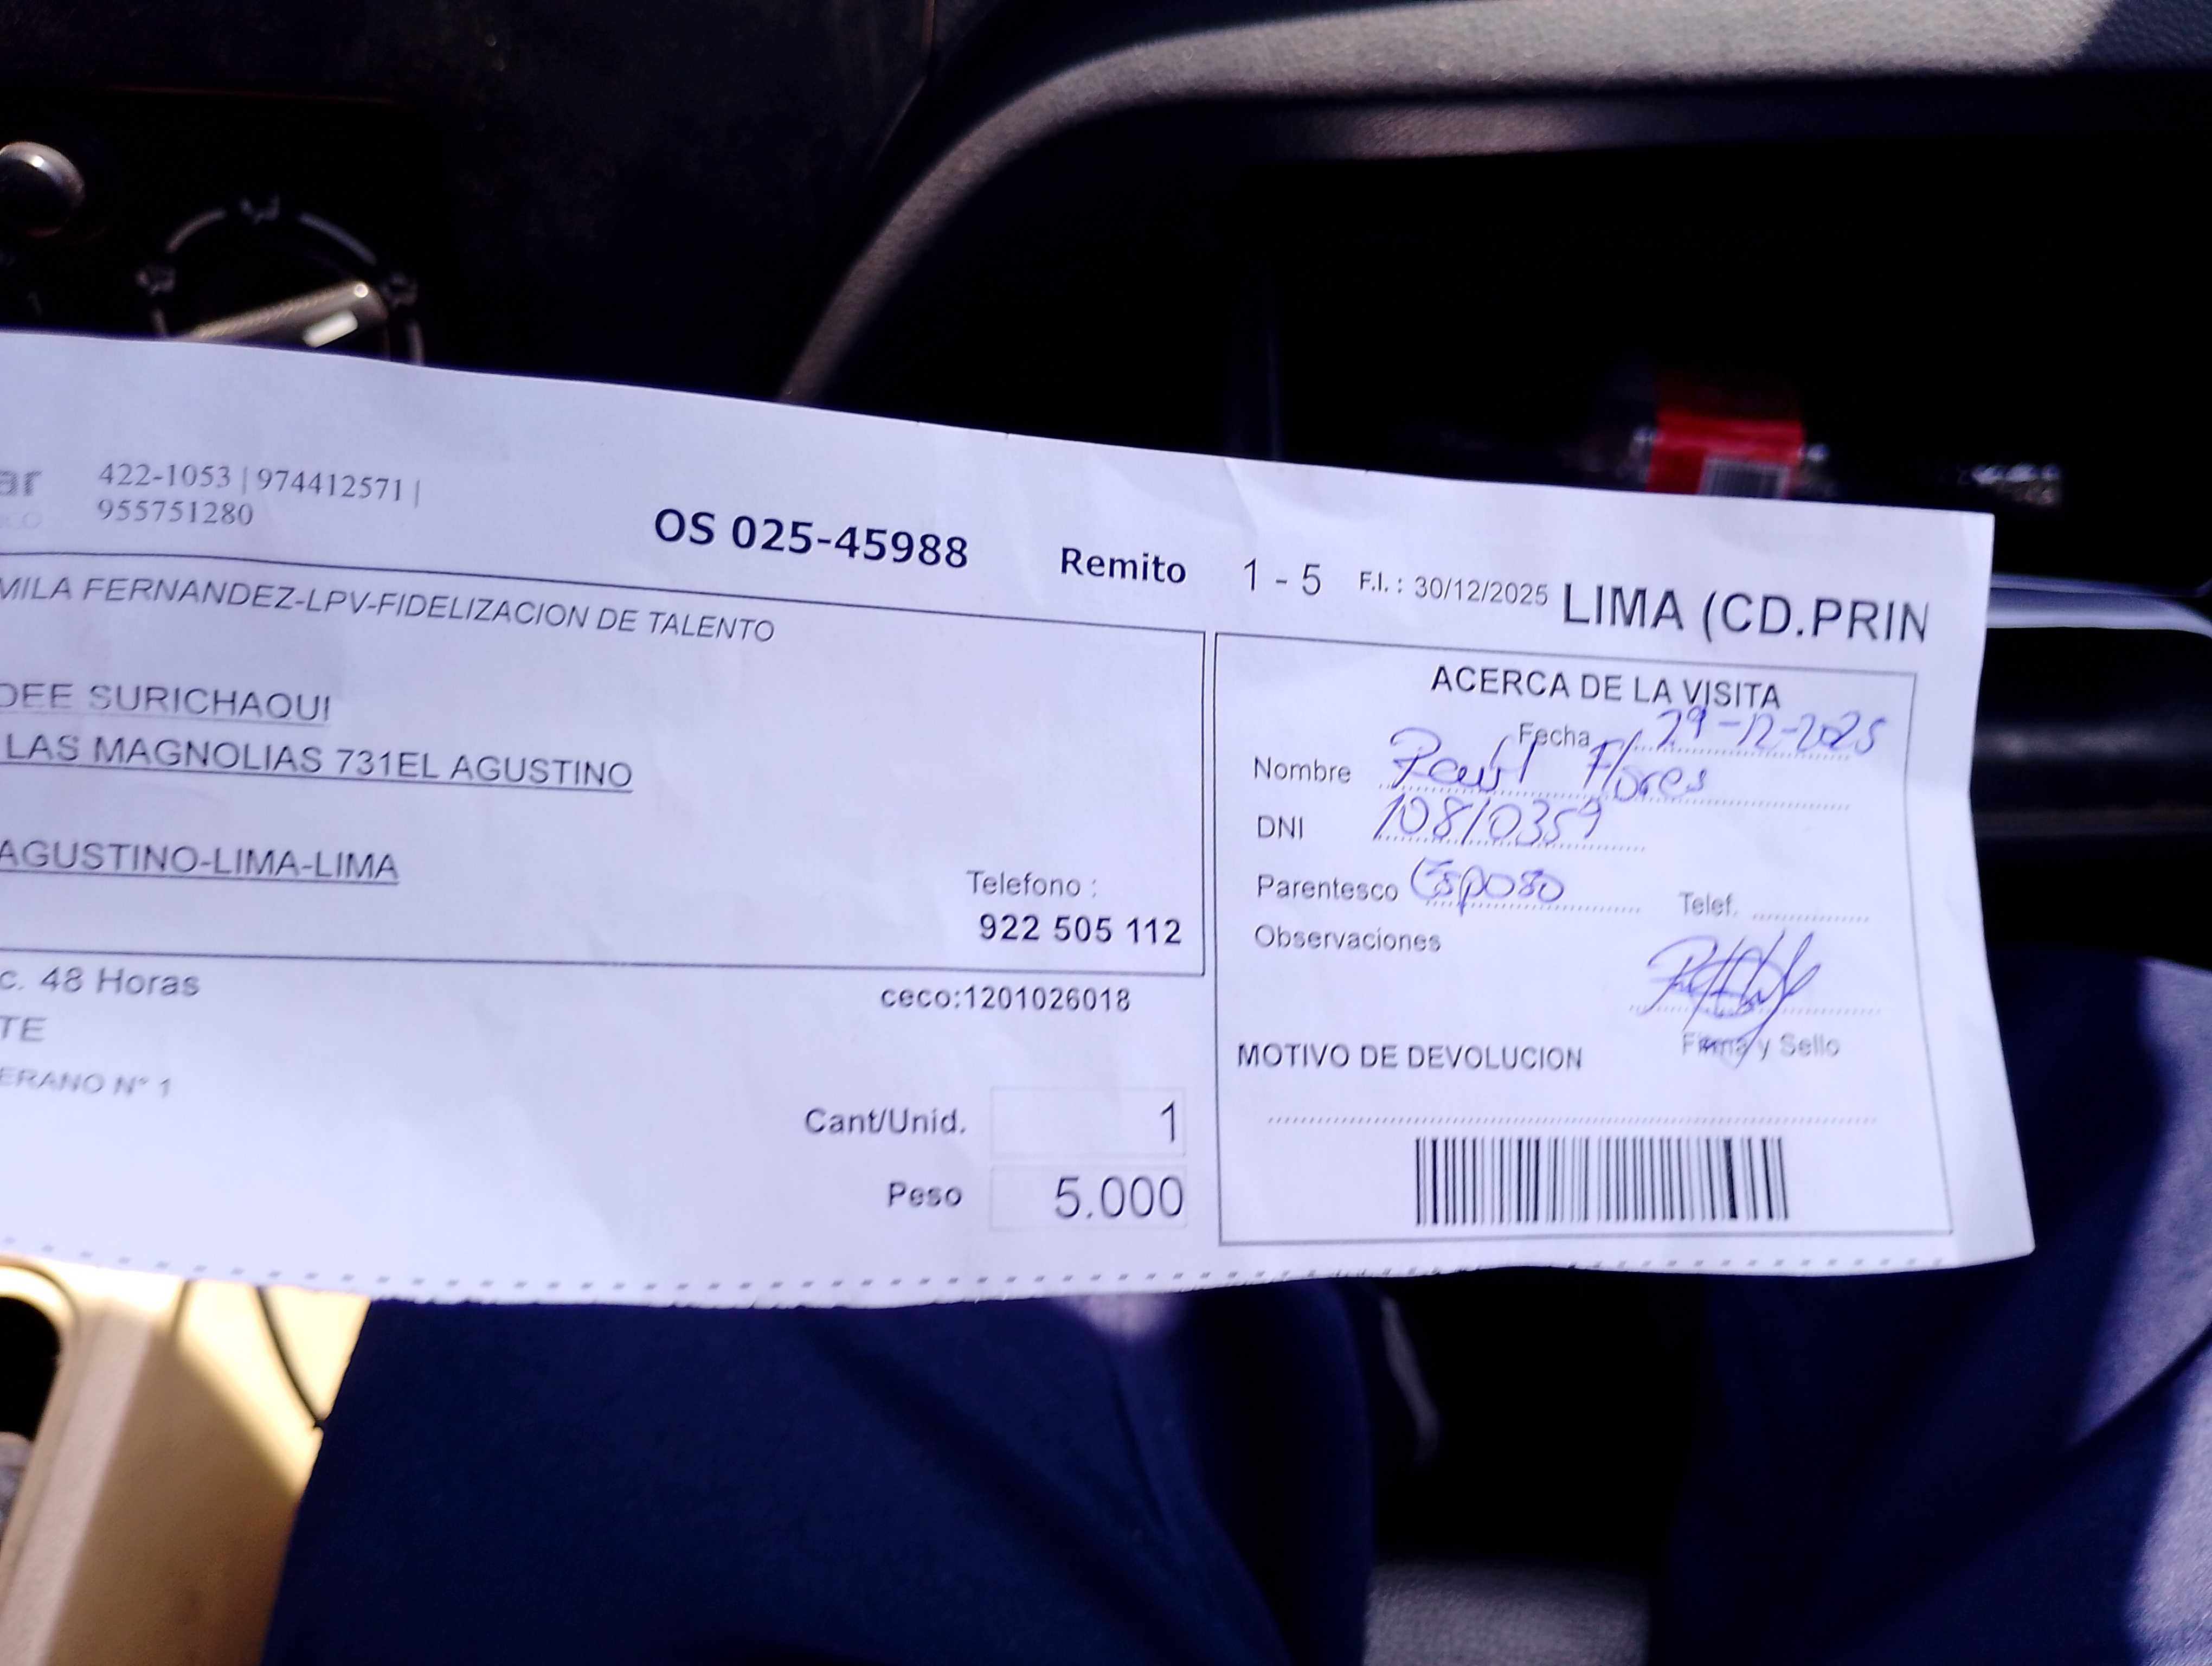 ar 422-1053 | 974412571 |
955751280
OS 025-45988 Remito 1 - 5 F.I. : 30/12/2025 LIMA (CD.PRIN
MILA FERNANDEZ-LPV-FIDELIZACION DE TALENTO
DEE SURICHAQUI
LAS MAGNOLIAS 731EL AGUSTINO
AGUSTINO-LIMA-LIMA
Telefono :
922 505 112
c. 48 Horas
ceco:1201026018
TE
ERANO N° 1
Cant/Unid. 1
Peso 5.000
ACERCA DE LA VISITA
Fecha 29-12-2025
Nombre Paul Flores
DNI 10810359
Parentesco Esposo Telef.
Observaciones
Firma y Sello
MOTIVO DE DEVOLUCION